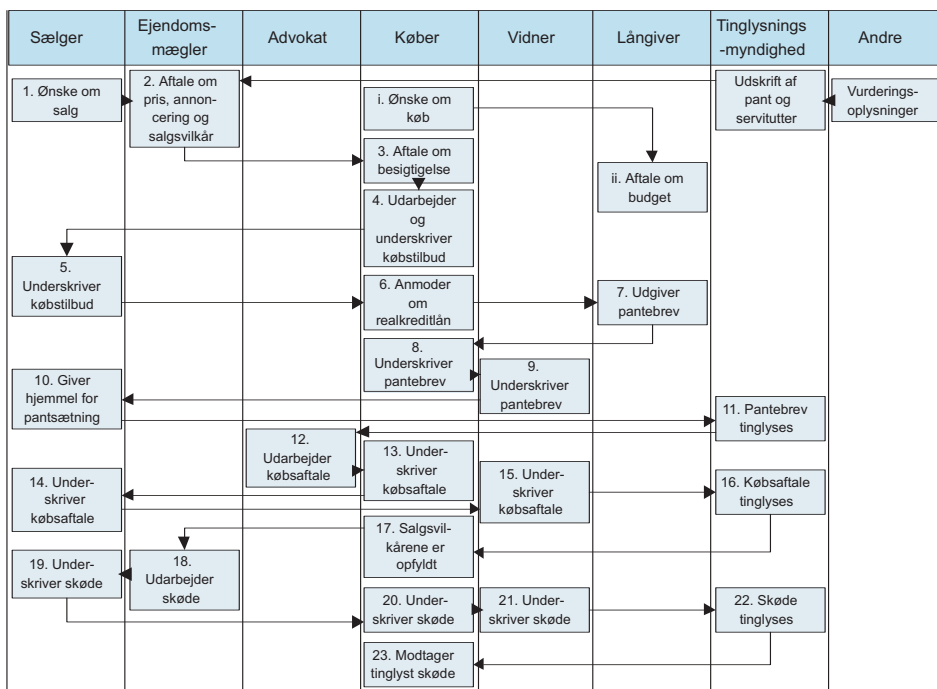 Sælger
Ejendoms-
mægler
Advokat
Køber
Vidner
Långiver
Tinglysnings
-myndighed
Andre
1. Ønske om
salg
2. Aftale om
pris, annon-
cering og
salgsvilkår
i. Ønske om
køb
Udskrift af
pant og
servitutter
Vurderings-
oplysninger
3. Aftale om
besigtigelse
ii. Aftale om
budget
4. Udarbejder
og
underskriver
købstilbud
5.
Underskriver
købstilbud
6. Anmoder
om
realkreditlån
7. Udgiver
pantebrev
8.
Underskriver
pantebrev
9.
Underskriver
pantebrev
10. Giver
hjemmel for
pantsætning
11. Pantebrev
tinglyses
12.
Udarbejder
købsaftale
13. Under-
skriver
købsaftale
14. Under-
skriver
købsaftale
15. Under-
skriver
købsaftale
16. Købsaftale
tinglyses
17. Salgsvil-
kårene er
opfyldt
18.
Udarbejder
skøde
19. Under-
skriver skøde
20. Under-
skriver skøde
21. Under-
skriver skøde
22. Skøde
tinglyses
23. Modtager
tinglyst skøde